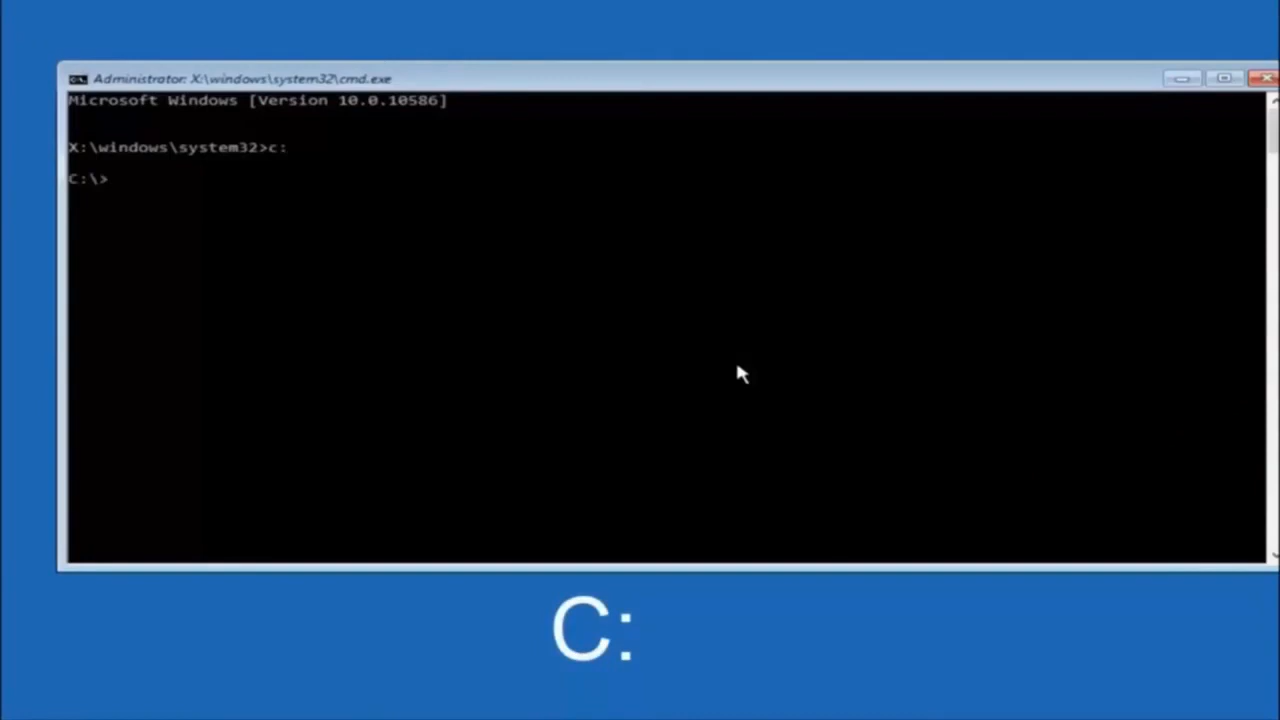 Administrator: X:\windows\system32\cmd.exe
Microsoft Windows [Version 10.0.10586]
X:\windows\system32>c:
C:\>
C: